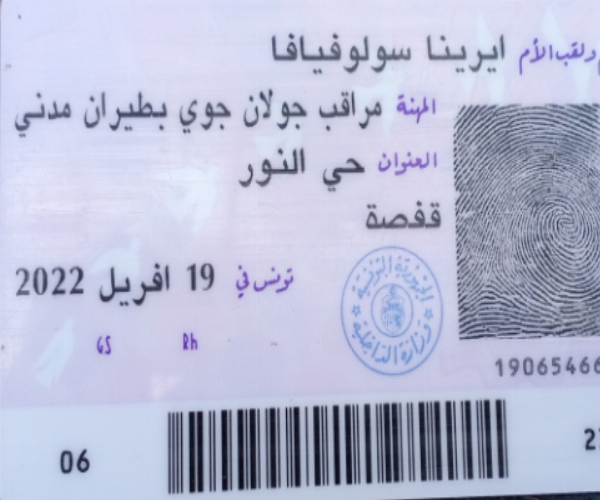 ولقب الأم ايرينا سولوفيافا
المهنة مراقب جولان جوي بطيران مدني
العنوان حي النور
قفصة
تونس في 19 افريل 2022
GS Rh
الجمهورية التونسية
وزارة الداخلية
1906546
06